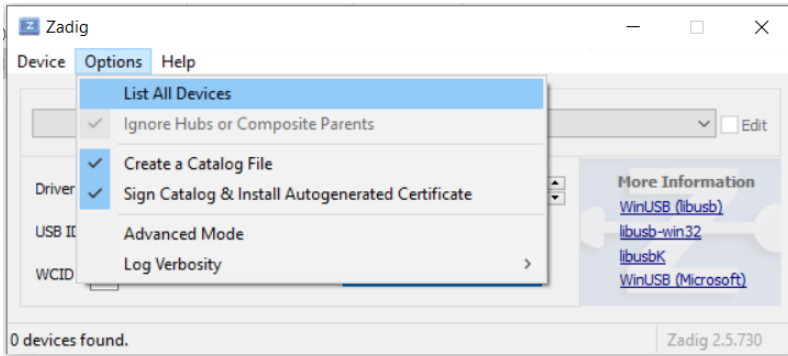 Zadig
Device Options Help
List All Devices
Ignore Hubs or Composite Parents
Edit
Create a Catalog File
Sign Catalog & Install Autogenerated Certificate
Advanced Mode
Log Verbosity
Driver
USB ID
WCID
More Information
WinUSB (libusb)
libusb-win32
libusbK
WinUSB (Microsoft)
0 devices found.
Zadig 2.5.730